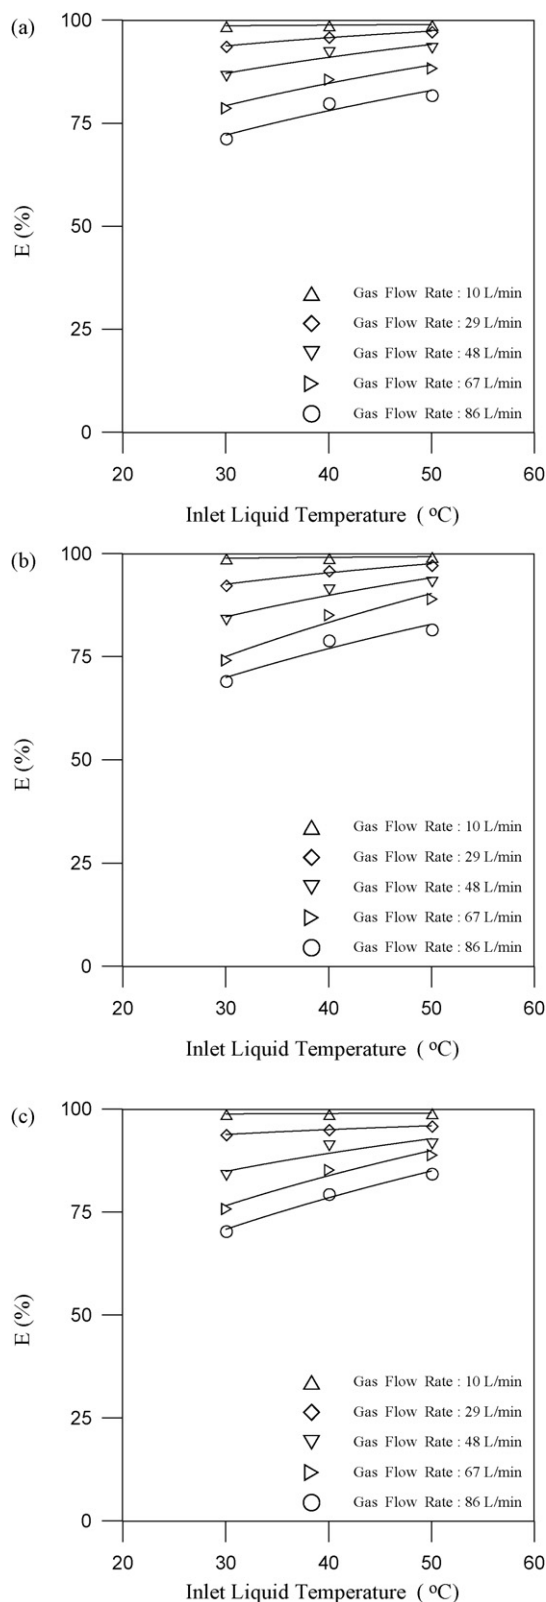 (a)
100
75
50
25
0
E (%)
Gas Flow Rate : 10 L/min
Gas Flow Rate : 29 L/min
Gas Flow Rate : 48 L/min
Gas Flow Rate : 67 L/min
Gas Flow Rate : 86 L/min
20 30 40 50 60
Inlet Liquid Temperature ( °C)
(b)
100
75
50
25
0
E (%)
Gas Flow Rate : 10 L/min
Gas Flow Rate : 29 L/min
Gas Flow Rate : 48 L/min
Gas Flow Rate : 67 L/min
Gas Flow Rate : 86 L/min
20 30 40 50 60
Inlet Liquid Temperature ( °C)
(c)
100
75
50
25
0
E (%)
Gas Flow Rate : 10 L/min
Gas Flow Rate : 29 L/min
Gas Flow Rate : 48 L/min
Gas Flow Rate : 67 L/min
Gas Flow Rate : 86 L/min
20 30 40 50 60
Inlet Liquid Temperature ( °C)